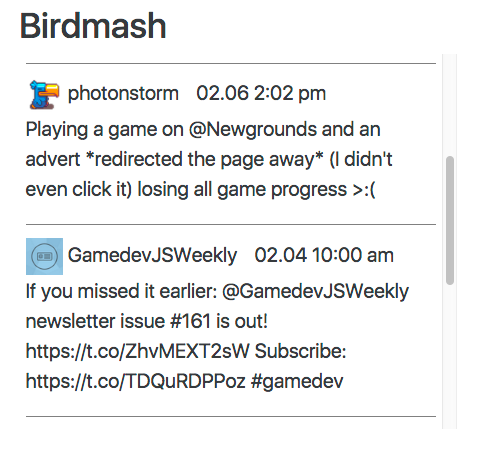 Birdmash
photonstorm 02.06 2:02 pm
Playing a game on @Newgrounds and an
advert *redirected the page away* (I didn't
even click it) losing all game progress >:(
GamedevJSWeekly 02.04 10:00 am
If you missed it earlier: @GamedevJSWeekly
newsletter issue #161 is out!
https://t.co/ZhvMEXT2sW Subscribe:
https://t.co/TDQuRDPPoz #gamedev